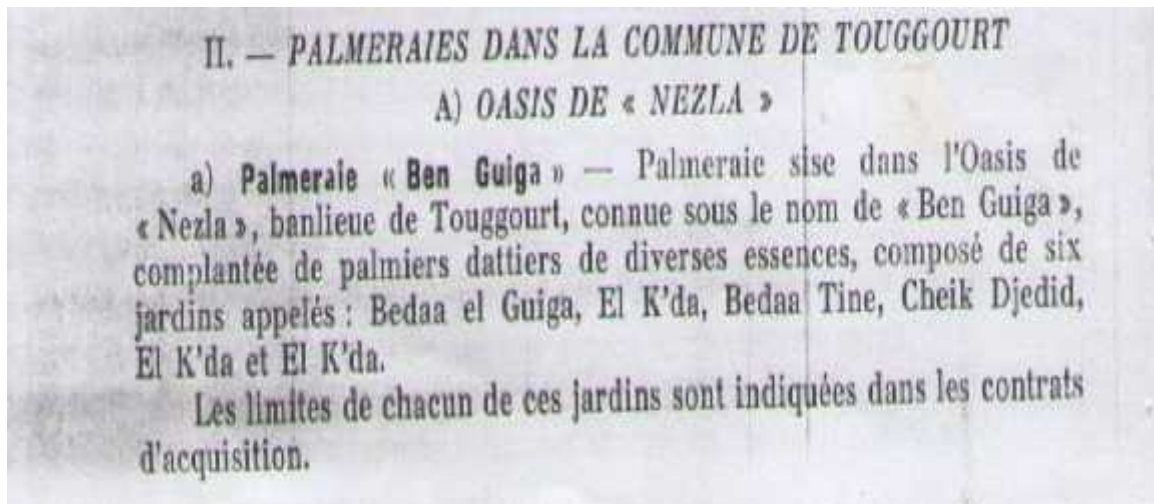 II. — PALMERAIES DANS LA COMMUNE DE TOUGGOURT
A) OASIS DE « NEZLA »
a) Palmeraie « Ben Guiga » — Palmeraie sise dans l'Oasis de
« Nezla », banlieue de Touggourt, connue sous le nom de « Ben Guiga »,
complantée de palmiers dattiers de diverses essences, composé de six
jardins appelés : Bedaa el Guiga, El K'da, Bedaa Tine, Cheik Djedid,
El K'da et El K'da.
Les limites de chacun de ces jardins sont indiquées dans les contrats
d'acquisition.